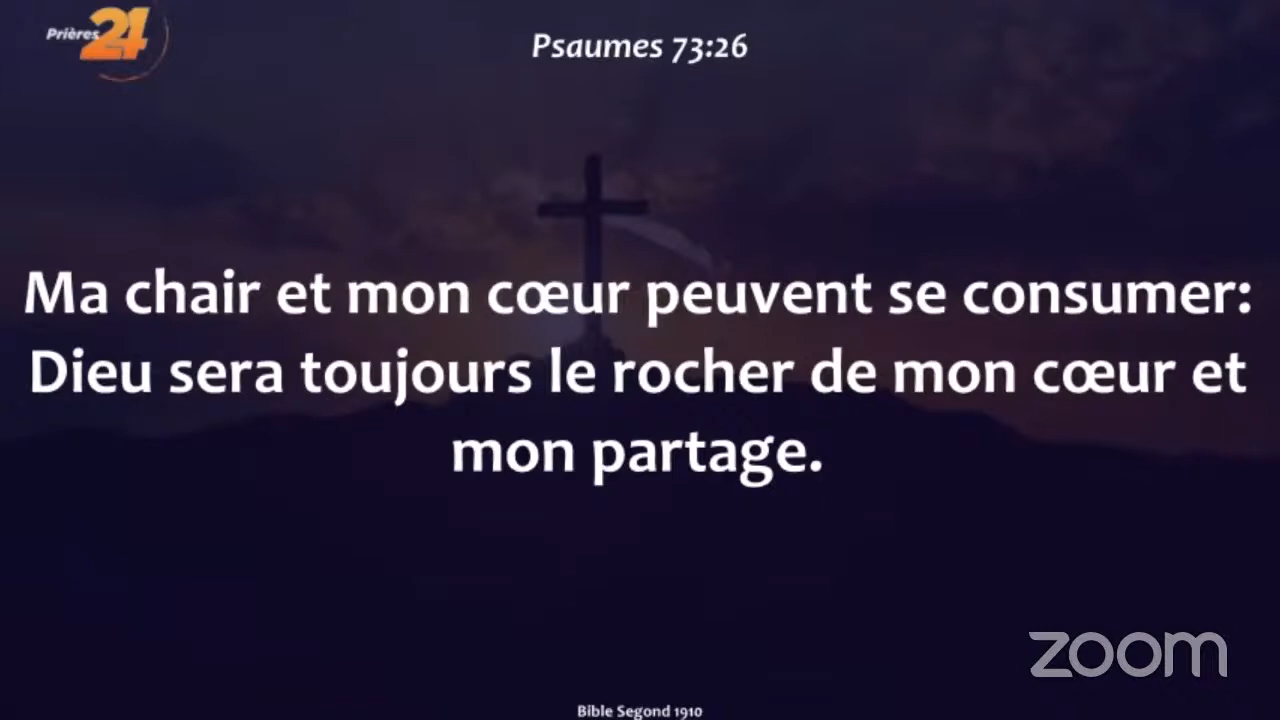 Prières 21
Psaumes 73:26
Ma chair et mon cœur peuvent se consumer:
Dieu sera toujours le rocher de mon cœur et
mon partage.
zoom
Bible Segond 1910